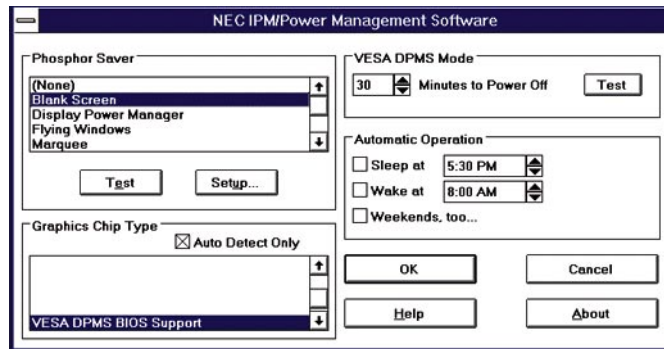 NEC IPM/Power Management Software
Phosphor Saver
(None)
Blank Screen
Display Power Manager
Flying Windows
Marquee
Test
Setup...
Graphics Chip Type
Auto Detect Only
VESA DPMS BIOS Support
VESA DPMS Mode
30 Minutes to Power Off Test
Automatic Operation
Sleep at 5:30 PM
Wake at 8:00 AM
Weekends, too...
OK Cancel
Help About